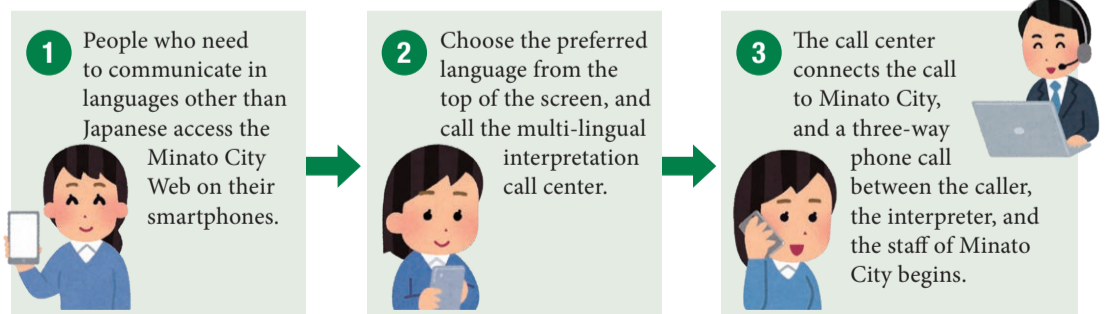 1
People who need
to communicate in
languages other than
Japanese access the
Minato City
Web on their
smartphones.
2
Choose the preferred
language from the
top of the screen, and
call the multi-lingual
interpretation
call center.
3
The call center
connects the call
to Minato City,
and a three-way
phone call
between the caller,
the interpreter, and
the staff of Minato
City begins.